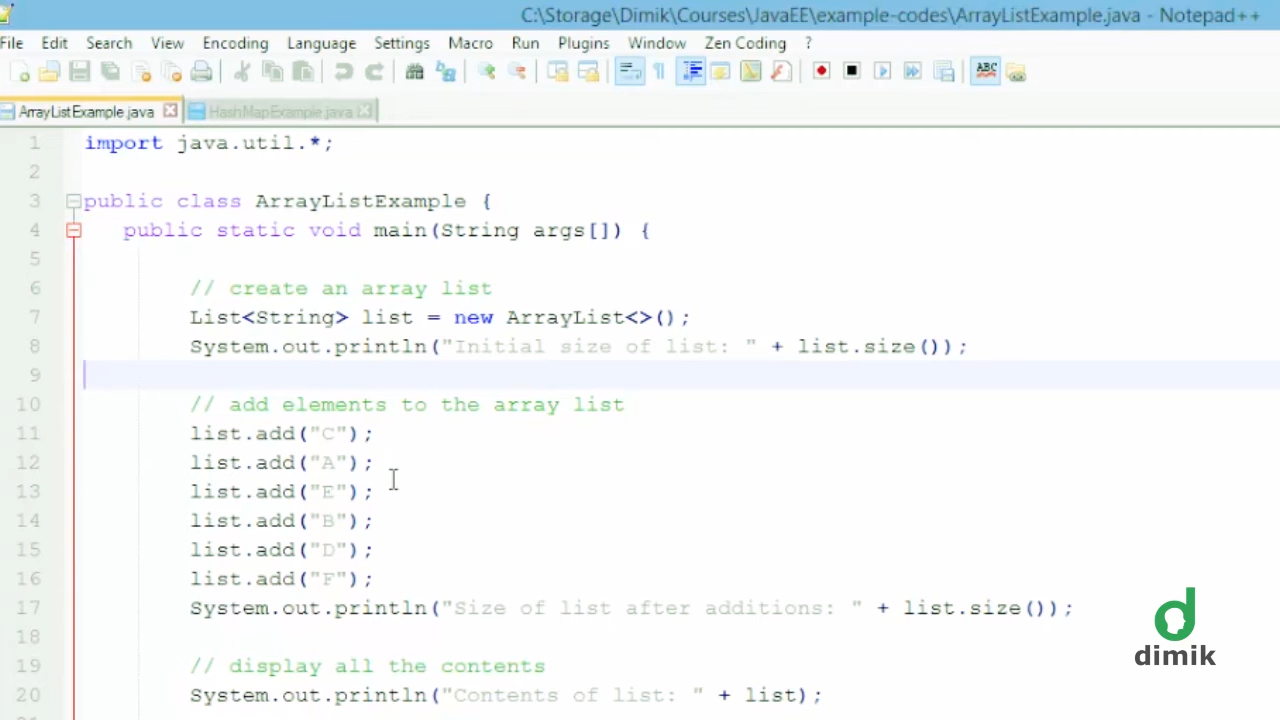 C:\Storage\Dimik\Courses\JavaEE\example-codes\ArrayListExample.java - Notepad++
File Edit Search View Encoding Language Settings Macro Run Plugins Window Zen Coding ?
ABC
ArrayListExample.java HashMapExample.java
1 import java.util.*;
2
3 public class ArrayListExample {
4 public static void main(String args[]) {
5
6 // create an array list
7 List<String> list = new ArrayList<>();
8 System.out.println("Initial size of list: " + list.size());
9
10 // add elements to the array list
11 list.add("C");
12 list.add("A");
13 list.add("E");
14 list.add("B");
15 list.add("D");
16 list.add("F");
17 System.out.println("Size of list after additions: " + list.size());
18
19 // display all the contents
20 System.out.println("Contents of list: " + list);
dimik